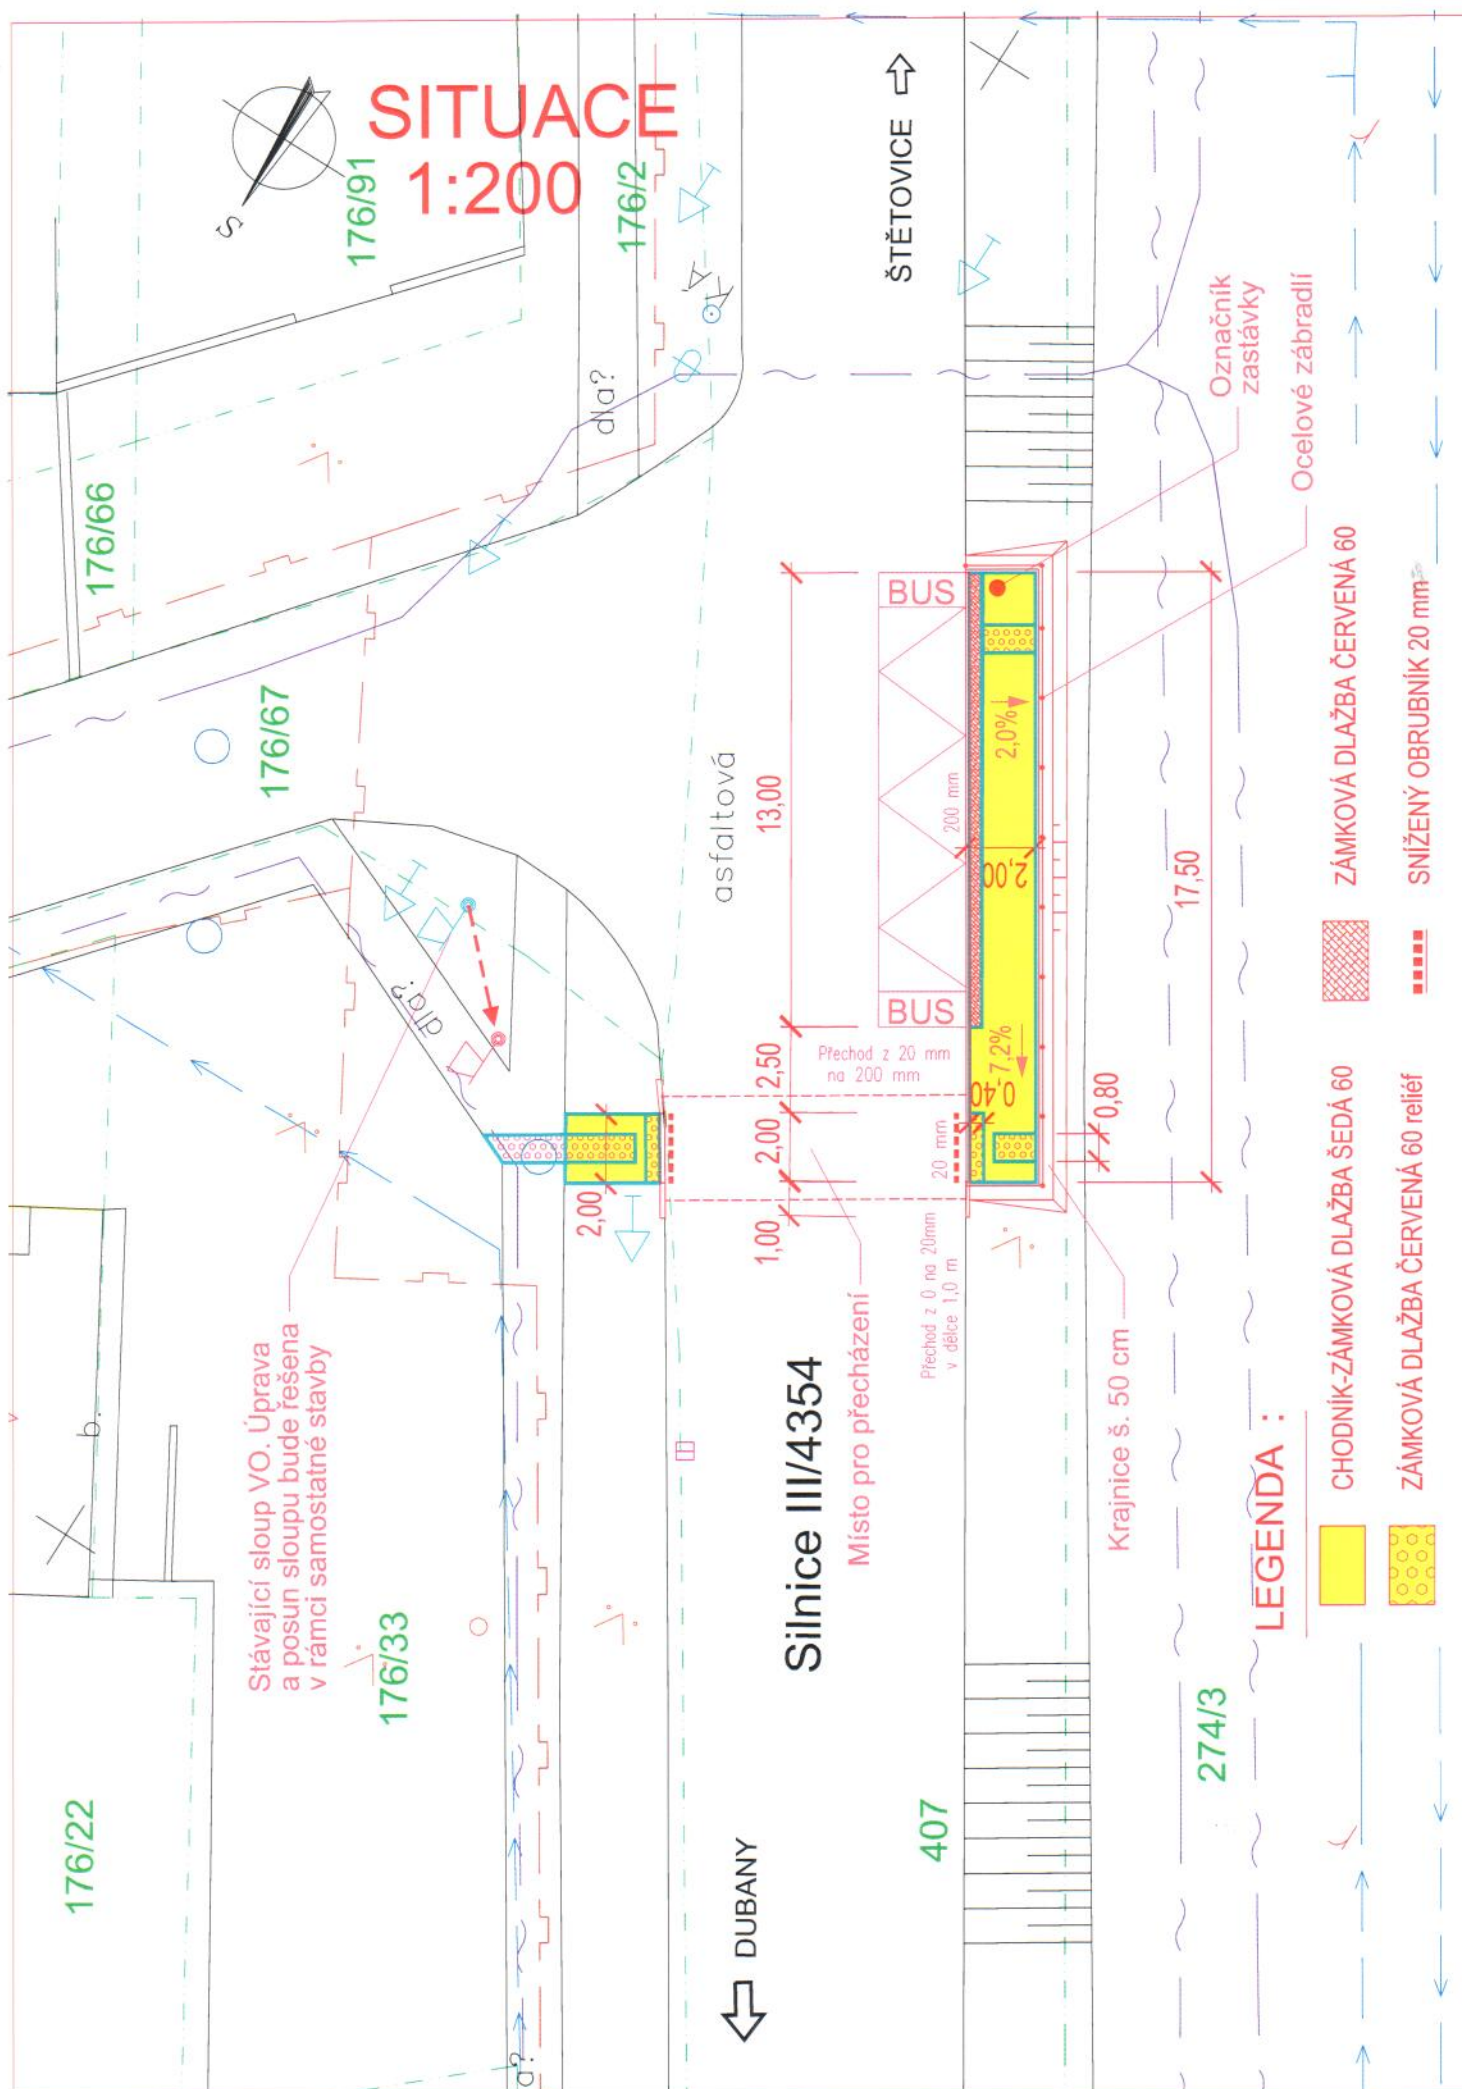 SITUACE
1:200
S
176/91
176/2
176/66
176/67
176/33
176/22
407
274/3
KÁ
dla?
dla?
asfaltová
b.
a?
ŠTĚTOVICE
DUBANY
Silnice III/4354
Stávající sloup VO. Úprava
a posun sloupu bude řešena
v rámci samostatné stavby
Místo pro přecházení
Přechod z 0 na 20mm
v délce 1,0 m
Přechod z 20 mm
na 200 mm
BUS
BUS
13,00
2,50
2,00
1,00
2,00
20 mm
200 mm
2,0%
2,00
7,2%
0,40
0,80
17,50
Označník
zastávky
Ocelové zábradlí
Krajnice š. 50 cm
LEGENDA :
CHODNÍK-ZÁMKOVÁ DLAŽBA ŠEDÁ 60
ZÁMKOVÁ DLAŽBA ČERVENÁ 60 reliéf
ZÁMKOVÁ DLAŽBA ČERVENÁ 60
SNÍŽENÝ OBRUBNÍK 20 mm